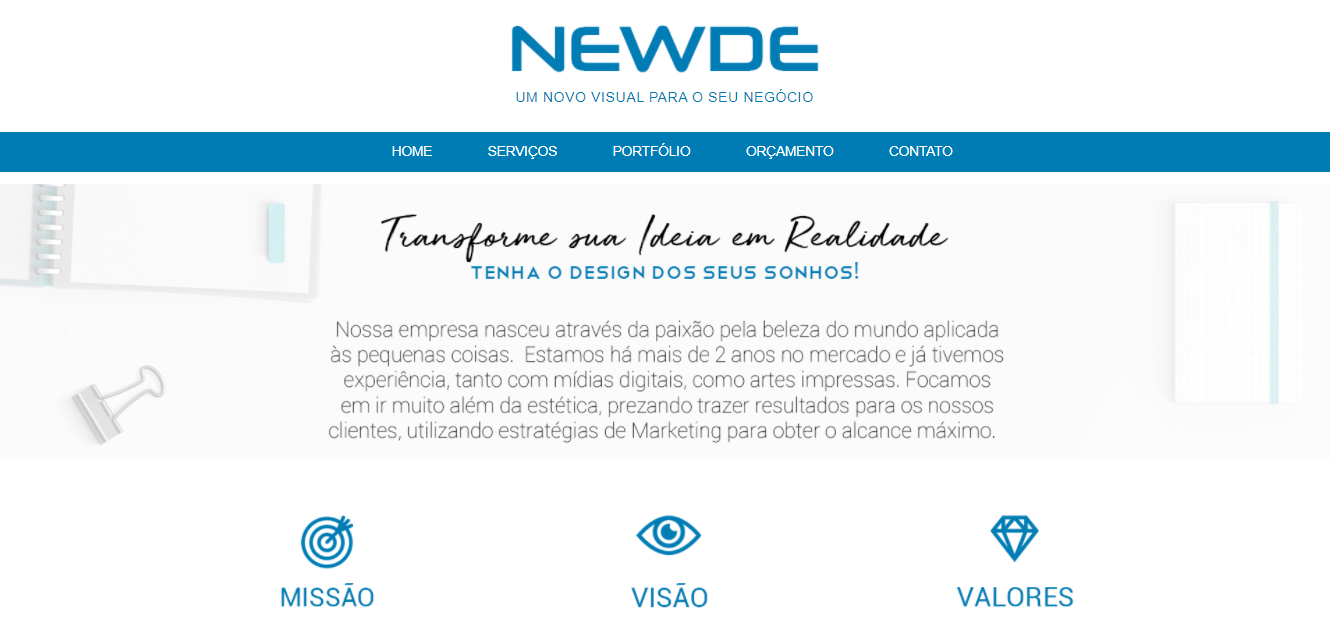 NEWDE
UM NOVO VISUAL PARA O SEU NEGÓCIO
HOME SERVIÇOS PORTFÓLIO ORÇAMENTO CONTATO
Transforme sua Ideia em Realidade
TENHA O DESIGN DOS SEUS SONHOS!
Nossa empresa nasceu através da paixão pela beleza do mundo aplicada
às pequenas coisas. Estamos há mais de 2 anos no mercado e já tivemos
experiência, tanto com mídias digitais, como artes impressas. Focamos
em ir muito além da estética, prezando trazer resultados para os nossos
clientes, utilizando estratégias de Marketing para obter o alcance máximo.
MISSÃO VISÃO VALORES